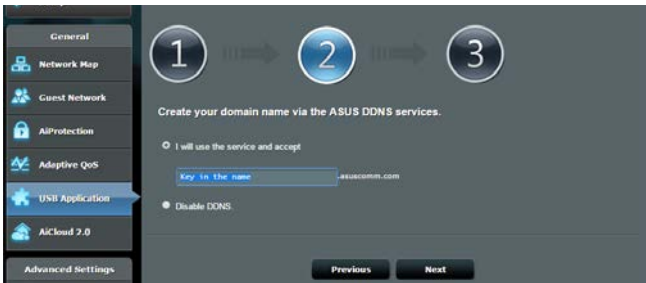 General
Network Map
Guest Network
AiProtection
Adaptive QoS
USB Application
AiCloud 2.0
Advanced Settings
1
2
3
Create your domain name via the ASUS DDNS services.
I will use the service and accept
Key in the name .asuscomm.com
Disable DDNS.
Previous Next